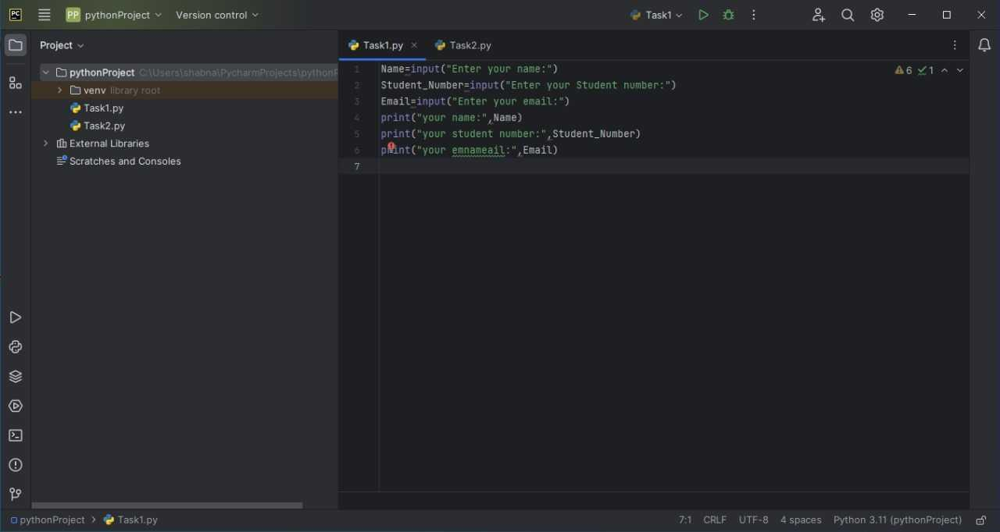 PC PP pythonProject Version control Task1
Project
Task1.py Task2.py
pythonProject C:\Users\shabna\PycharmProjects\pythonP
venv library root
Task1.py
Task2.py
External Libraries
Scratches and Consoles
1 Name=input("Enter your name:")
6 1
2 Student_Number=input("Enter your Student number:")
3 Email=input("Enter your email:")
4 print("your name:",Name)
5 print("your student number:",Student_Number)
6 print("your emnameail:",Email)
7
pythonProject Task1.py 7:1 CRLF UTF-8 4 spaces Python 3.11 (pythonProject)